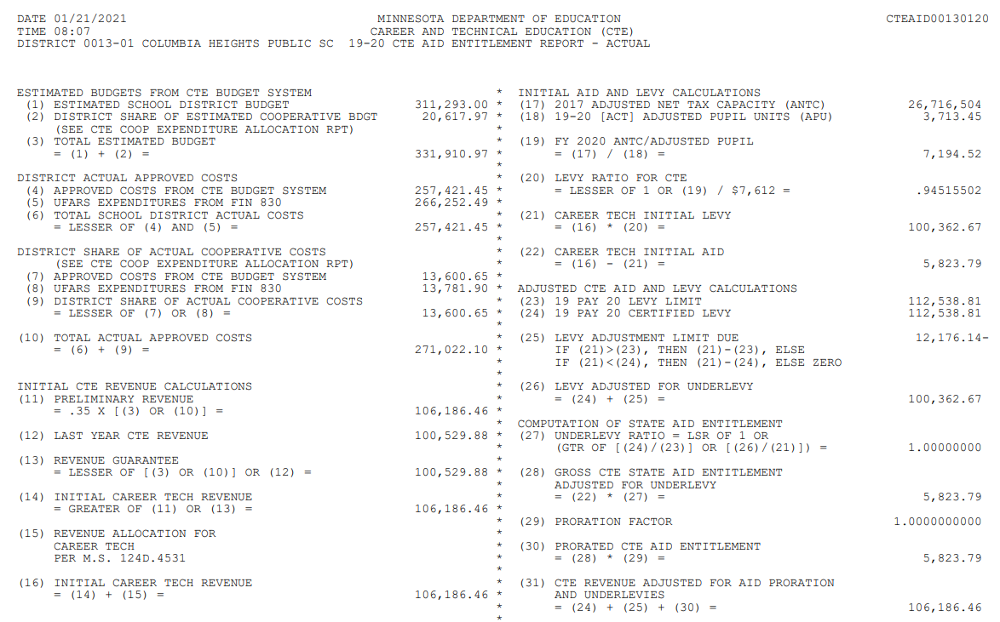 DATE 01/21/2021 MINNESOTA DEPARTMENT OF EDUCATION CTEAID00130120
TIME 08:07 CAREER AND TECHNICAL EDUCATION (CTE)
DISTRICT 0013-01 COLUMBIA HEIGHTS PUBLIC SC 19-20 CTE AID ENTITLEMENT REPORT - ACTUAL
ESTIMATED BUDGETS FROM CTE BUDGET SYSTEM * INITIAL AID AND LEVY CALCULATIONS
(1) ESTIMATED SCHOOL DISTRICT BUDGET 311,293.00 * (17) 2017 ADJUSTED NET TAX CAPACITY (ANTC) 26,716,504
(2) DISTRICT SHARE OF ESTIMATED COOPERATIVE BDGT 20,617.97 * (18) 19-20 [ACT] ADJUSTED PUPIL UNITS (APU) 3,713.45
(SEE CTE COOP EXPENDITURE ALLOCATION RPT) *
(3) TOTAL ESTIMATED BUDGET * (19) FY 2020 ANTC/ADJUSTED PUPIL
= (1) + (2) = 331,910.97 * = (17) / (18) = 7,194.52
*
DISTRICT ACTUAL APPROVED COSTS * (20) LEVY RATIO FOR CTE
(4) APPROVED COSTS FROM CTE BUDGET SYSTEM 257,421.45 * = LESSER OF 1 OR (19) / $7,612 = .94515502
(5) UFARS EXPENDITURES FROM FIN 830 266,252.49 *
(6) TOTAL SCHOOL DISTRICT ACTUAL COSTS * (21) CAREER TECH INITIAL LEVY
= LESSER OF (4) AND (5) = 257,421.45 * = (16) * (20) = 100,362.67
*
DISTRICT SHARE OF ACTUAL COOPERATIVE COSTS * (22) CAREER TECH INITIAL AID
(SEE CTE COOP EXPENDITURE ALLOCATION RPT) * = (16) - (21) = 5,823.79
(7) APPROVED COSTS FROM CTE BUDGET SYSTEM 13,600.65 *
(8) UFARS EXPENDITURES FROM FIN 830 13,781.90 * ADJUSTED CTE AID AND LEVY CALCULATIONS
(9) DISTRICT SHARE OF ACTUAL COOPERATIVE COSTS * (23) 19 PAY 20 LEVY LIMIT 112,538.81
= LESSER OF (7) OR (8) = 13,600.65 * (24) 19 PAY 20 CERTIFIED LEVY 112,538.81
*
(10) TOTAL ACTUAL APPROVED COSTS * (25) LEVY ADJUSTMENT LIMIT DUE 12,176.14-
= (6) + (9) = 271,022.10 * IF (21)>(23), THEN (21)-(23), ELSE
* IF (21)<(24), THEN (21)-(24), ELSE ZERO
*
INITIAL CTE REVENUE CALCULATIONS * (26) LEVY ADJUSTED FOR UNDERLEVY
(11) PRELIMINARY REVENUE * = (24) + (25) = 100,362.67
= .35 X [(3) OR (10)] = 106,186.46 *
* COMPUTATION OF STATE AID ENTITLEMENT
(12) LAST YEAR CTE REVENUE 100,529.88 * (27) UNDERLEVY RATIO = LSR OF 1 OR
* (GTR OF [(24)/(23)] OR [(26)/(21)]) = 1.00000000
(13) REVENUE GUARANTEE *
= LESSER OF [(3) OR (10)] OR (12) = 100,529.88 * (28) GROSS CTE STATE AID ENTITLEMENT
* ADJUSTED FOR UNDERLEVY
(14) INITIAL CAREER TECH REVENUE * = (22) * (27) = 5,823.79
= GREATER OF (11) OR (13) = 106,186.46 *
* (29) PRORATION FACTOR 1.0000000000
(15) REVENUE ALLOCATION FOR *
CAREER TECH * (30) PRORATED CTE AID ENTITLEMENT
PER M.S. 124D.4531 * = (28) * (29) = 5,823.79
*
(16) INITIAL CAREER TECH REVENUE * (31) CTE REVENUE ADJUSTED FOR AID PRORATION
= (14) + (15) = 106,186.46 * AND UNDERLEVIES
* = (24) + (25) + (30) = 106,186.46
*